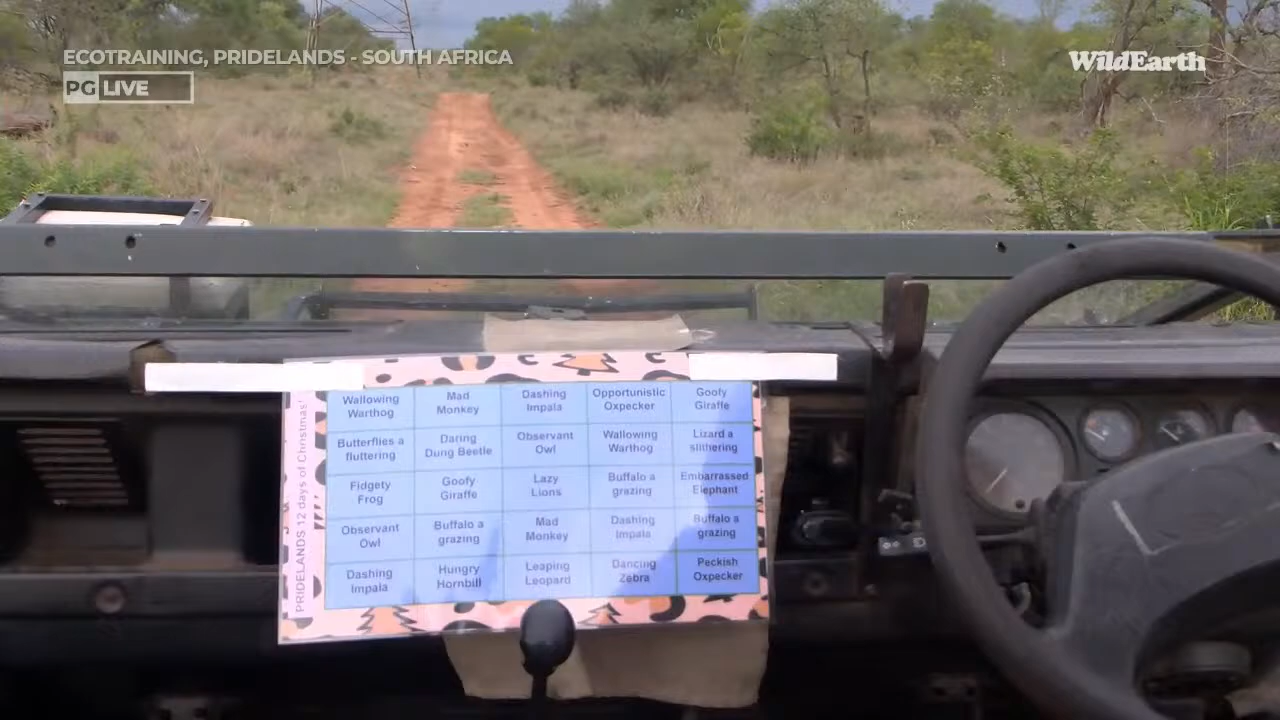 ECOTRAINING, PRIDELANDS - SOUTH AFRICA
PG LIVE
WildEarth
PRIDELANDS 12 days of Christmas!
Wallowing Warthog
Mad Monkey
Dashing Impala
Opportunistic Oxpecker
Goofy Giraffe
Butterflies a fluttering
Daring Dung Beetle
Observant Owl
Wallowing Warthog
Lizard a slithering
Fidgety Frog
Goofy Giraffe
Lazy Lions
Buffalo a grazing
Embarrassed Elephant
Observant Owl
Buffalo a grazing
Mad Monkey
Dashing Impala
Buffalo a grazing
Dashing Impala
Hungry Hornbill
Leaping Leopard
Dancing Zebra
Peckish Oxpecker